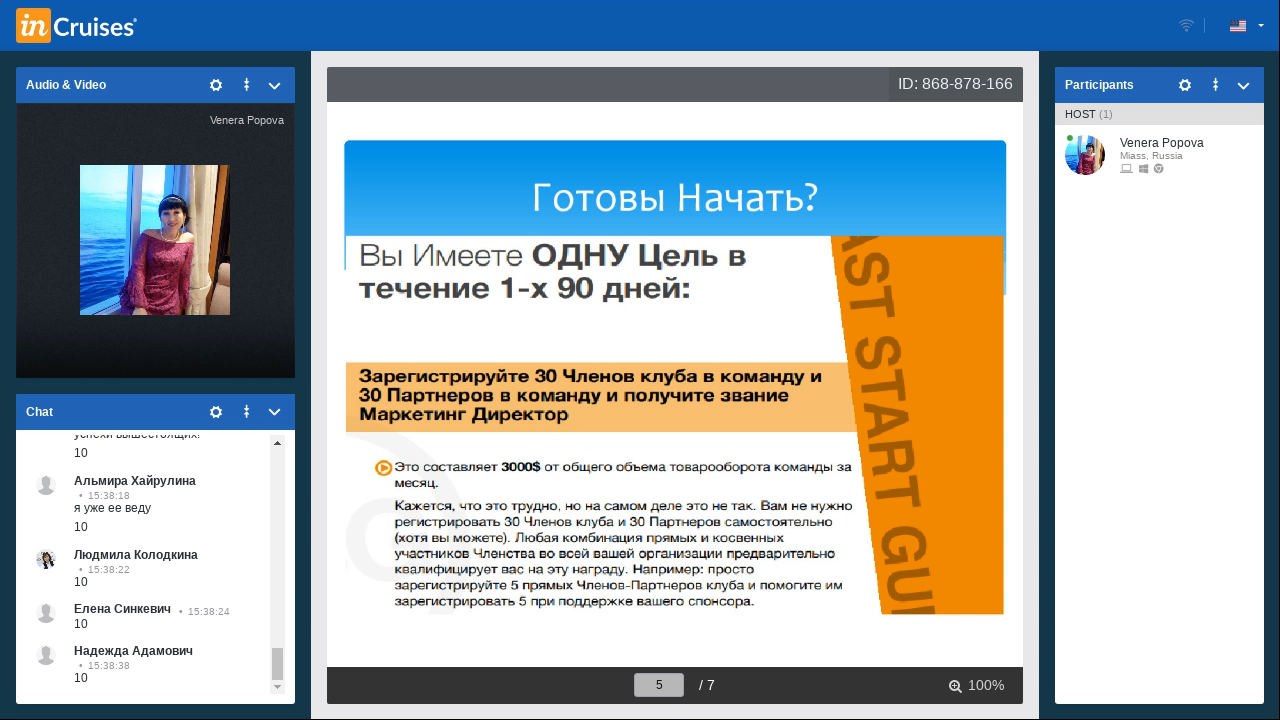 in Cruises
Audio & Video
Venera Popova
Chat
успехи вышестоящих!
10
Альмира Хайрулина
• 15:38:18
я уже ее веду
10
Людмила Колодкина
• 15:38:22
10
Елена Синкевич • 15:38:24
10
Надежда Адамович
• 15:38:38
10
ID: 868-878-166
Готовы Начать?
Вы Имеете ОДНУ Цель в
течение 1-х 90 дней:
Зарегистрируйте 30 Членов клуба в команду и
30 Партнеров в команду и получите звание
Маркетинг Директор
Это составляет 3000$ от общего объема товарооборота команды за
месяц.
Кажется, что это трудно, но на самом деле это не так. Вам не нужно
регистрировать 30 Членов клуба и 30 Партнеров самостоятельно
(хотя вы можете). Любая комбинация прямых и косвенных
участников Членства во всей вашей организации предварительно
квалифицирует вас на эту награду. Например: просто
зарегистрируйте 5 прямых Членов-Партнеров клуба и помогите им
зарегистрировать 5 при поддержке вашего спонсора.
AST START GUI
5 / 7
100%
Participants
HOST (1)
Venera Popova
Miass, Russia